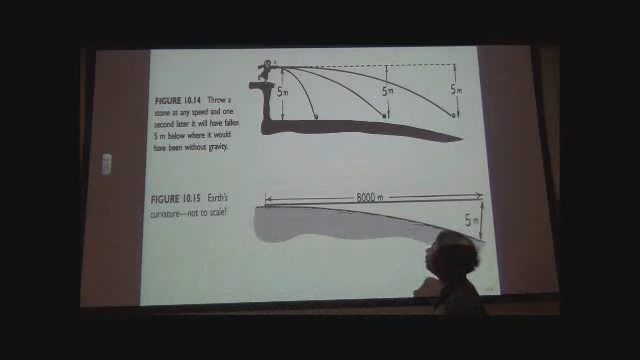 FIGURE 10.14 Throw a
stone at any speed and one
second later it will have fallen
5 m below where it would
have been without gravity.
5 m
5 m
5 m
FIGURE 10.15 Earth's
curvature—not to scale!
8000 m
5 m